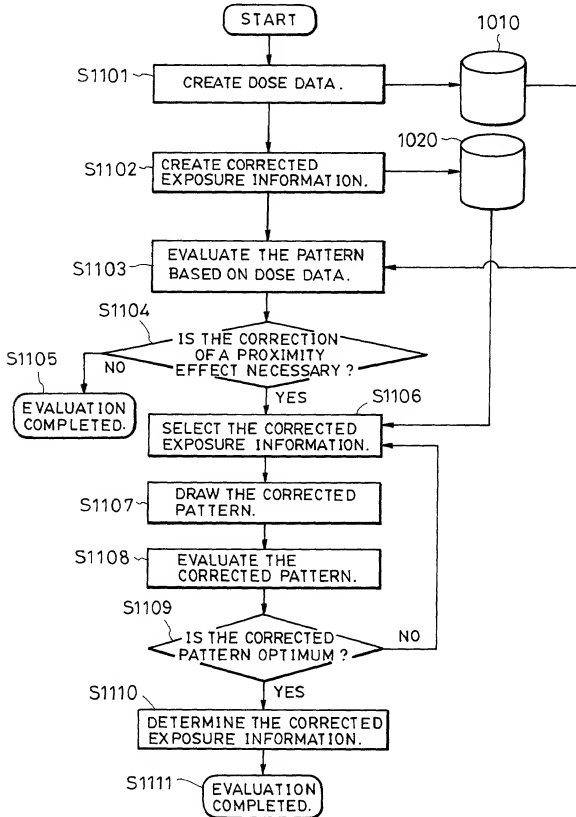 START
1010
S1101
CREATE DOSE DATA.
1020
S1102
CREATE CORRECTED
EXPOSURE INFORMATION.
S1103
EVALUATE THE PATTERN
BASED ON DOSE DATA.
S1104
IS THE CORRECTION
OF A PROXIMITY
EFFECT NECESSARY?
S1105
NO
YES
EVALUATION
COMPLETED.
S1106
SELECT THE CORRECTED
EXPOSURE INFORMATION.
S1107
DRAW THE CORRECTED
PATTERN.
S1108
EVALUATE THE
CORRECTED PATTERN.
S1109
IS THE CORRECTED
PATTERN OPTIMUM?
NO
YES
S1110
DETERMINE THE CORRECTED
EXPOSURE INFORMATION.
S1111
EVALUATION
COMPLETED.